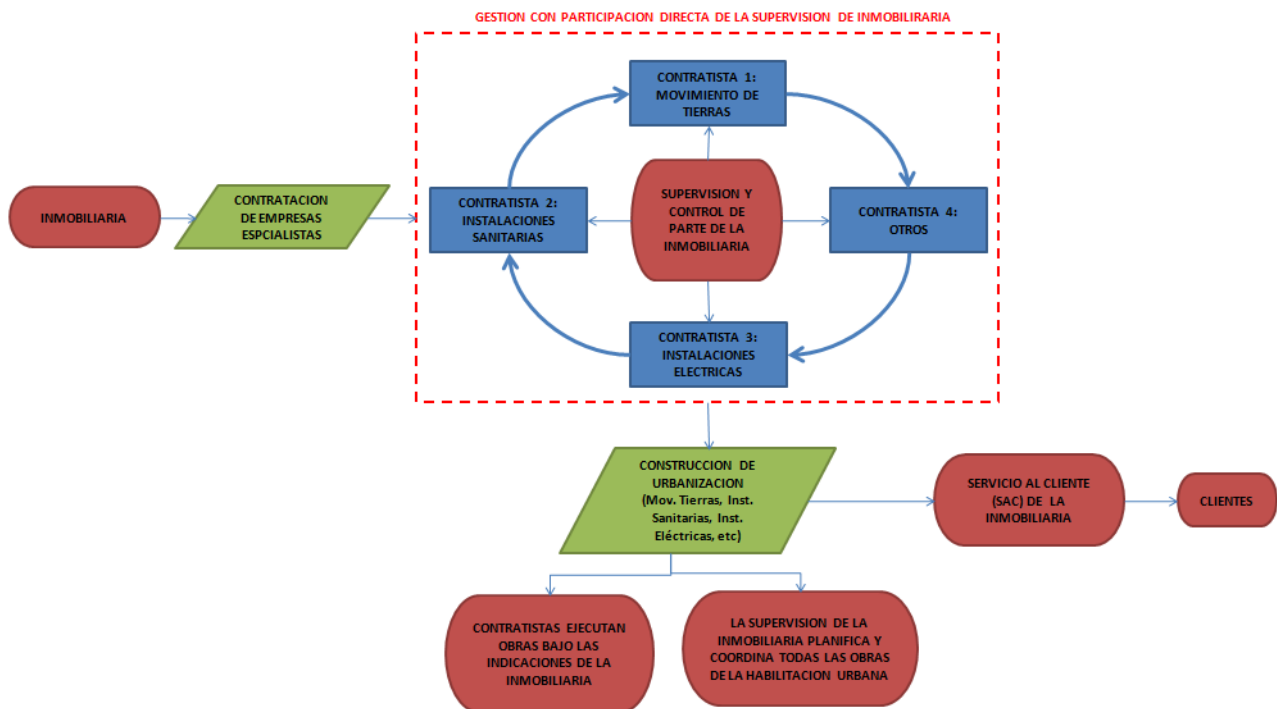 GESTION CON PARTICIPACION DIRECTA DE LA SUPERVISION DE INMOBILIRARIA
CONTRATISTA 1:
MOVIMIENTO DE
TIERRAS
INMOBILIARIA
CONTRATACION
DE EMPRESAS
ESPCIALISTAS
CONTRATISTA 2:
INSTALACIONES
SANITARIAS
SUPERVISION Y
CONTROL DE
PARTE DE LA
INMOBILIARIA
CONTRATISTA 4:
OTROS
CONTRATISTA 3:
INSTALACIONES
ELECTRICAS
CONSTRUCCION DE
URBANIZACION
(Mov. Tierras, Inst.
Sanitarias, Inst.
Eléctricas, etc)
SERVICIO AL CLIENTE
(SAC) DE LA
INMOBILIARIA
CLIENTES
CONTRATISTAS EJECUTAN
OBRAS BAJO LAS
INDICACIONES DE LA
INMOBILIARIA
LA SUPERVISION DE LA
INMOBILIARIA PLANIFICA Y
COORDINA TODAS LAS OBRAS
DE LA HABILITACION URBANA